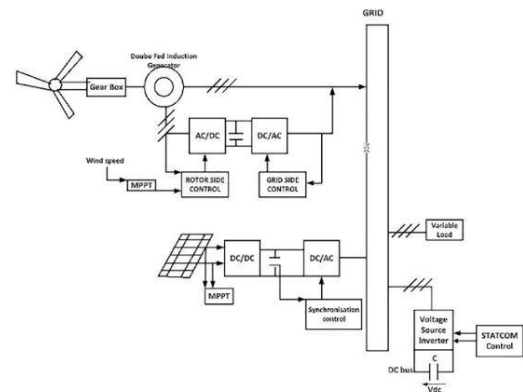 GRID
Doube Fed Induction
Generator
Gear Box
AC/DC
DC/AC
Wind speed
MPPT
ROTOR SIDE
CONTROL
GRID SIDE
CONTROL
Variable
Load
DC/DC
DC/AC
MPPT
Synchronisation
control
Voltage
Source
Inverter
STATCOM
Control
C
DC bus
Vdc